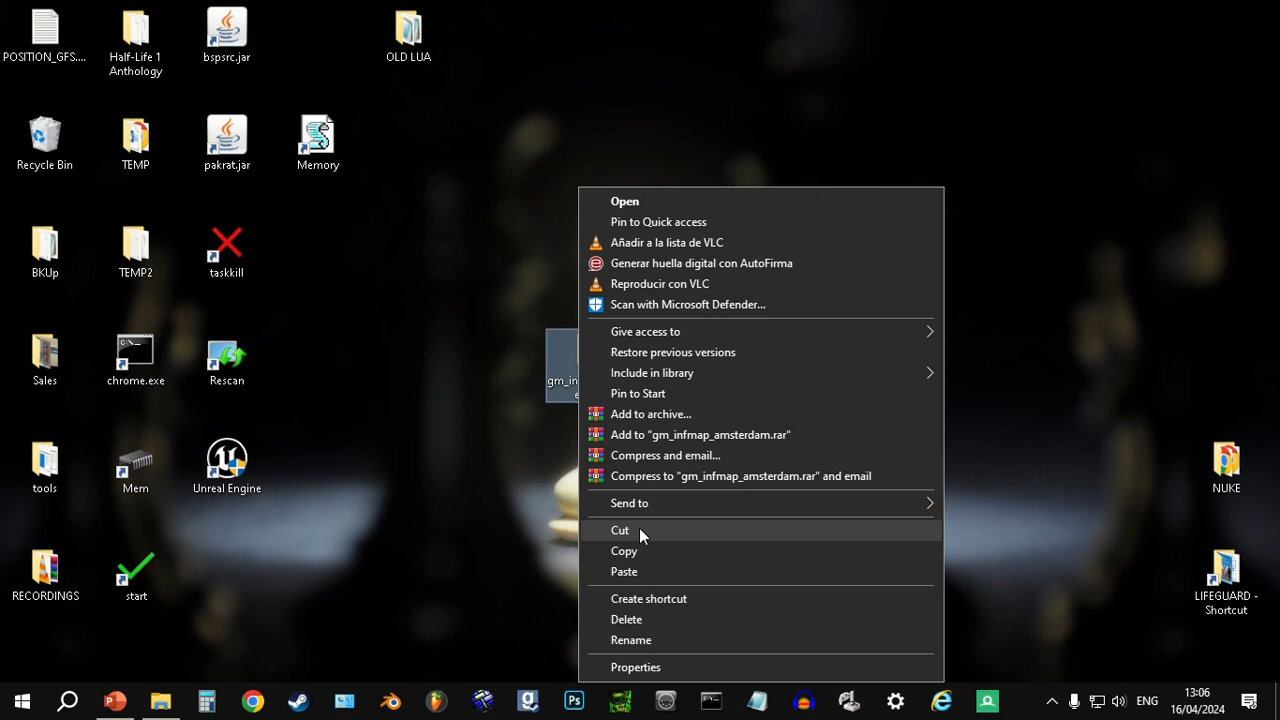 POSITION_GFS....
Half-Life 1
Anthology
bspsrc.jar
OLD LUA
Recycle Bin
TEMP
pakrat.jar
Memory
BKUp
TEMP2
taskkill
Sales
chrome.exe
Rescan
tools
Mem
Unreal Engine
RECORDINGS
start
gm_in
Open
Pin to Quick access
Añadir a la lista de VLC
Generar huella digital con AutoFirma
Reproducir con VLC
Scan with Microsoft Defender...
Give access to
Restore previous versions
Include in library
Pin to Start
Add to archive...
Add to "gm_infmap_amsterdam.rar"
Compress and email...
Compress to "gm_infmap_amsterdam.rar" and email
Send to
Cut
Copy
Paste
Create shortcut
Delete
Rename
Properties
NUKE
LIFEGUARD -
Shortcut
Ps
ENG
13:06
16/04/2024